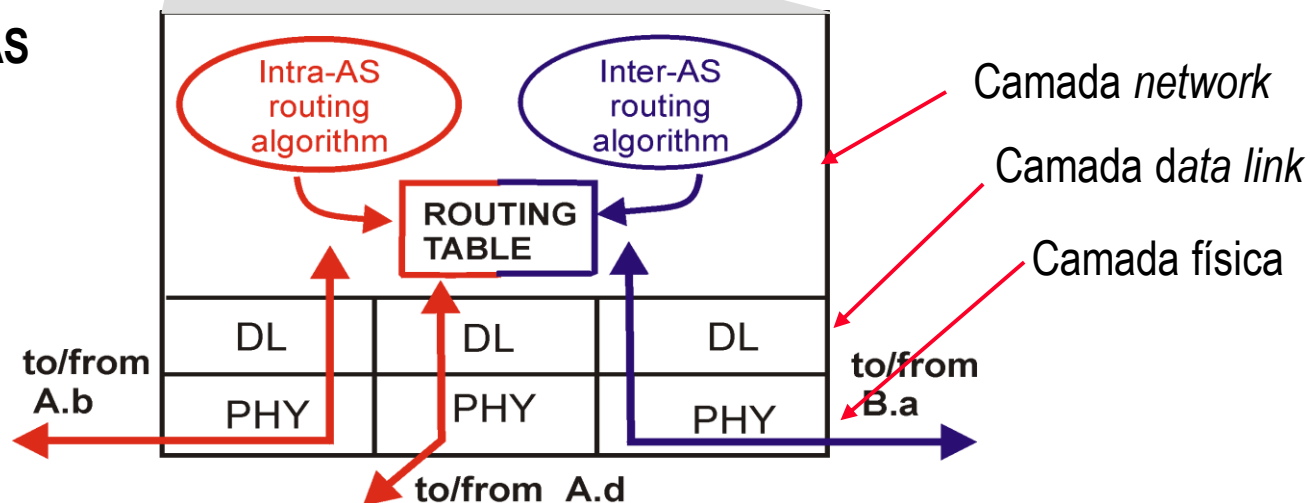 AS
Intra-AS
routing
algorithm
Inter-AS
routing
algorithm
Camada network
Camada data link
Camada física
ROUTING
TABLE
DL
DL
DL
to/from
A.b
to/from
B.a
PHY
PHY
PHY
to/from A.d